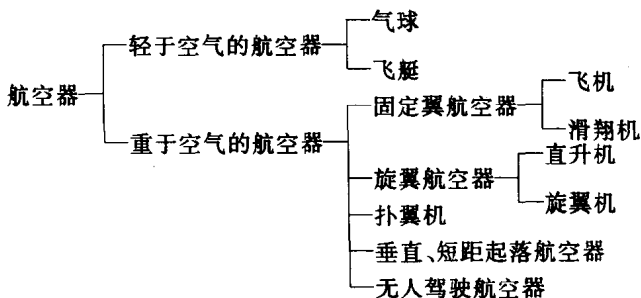 气球
轻于空气的航空器
飞艇
航空器
飞机
固定翼航空器
滑翔机
重于空气的航空器
直升机
旋翼航空器
旋翼机
扑翼机
垂直、短距起落航空器
无人驾驶航空器